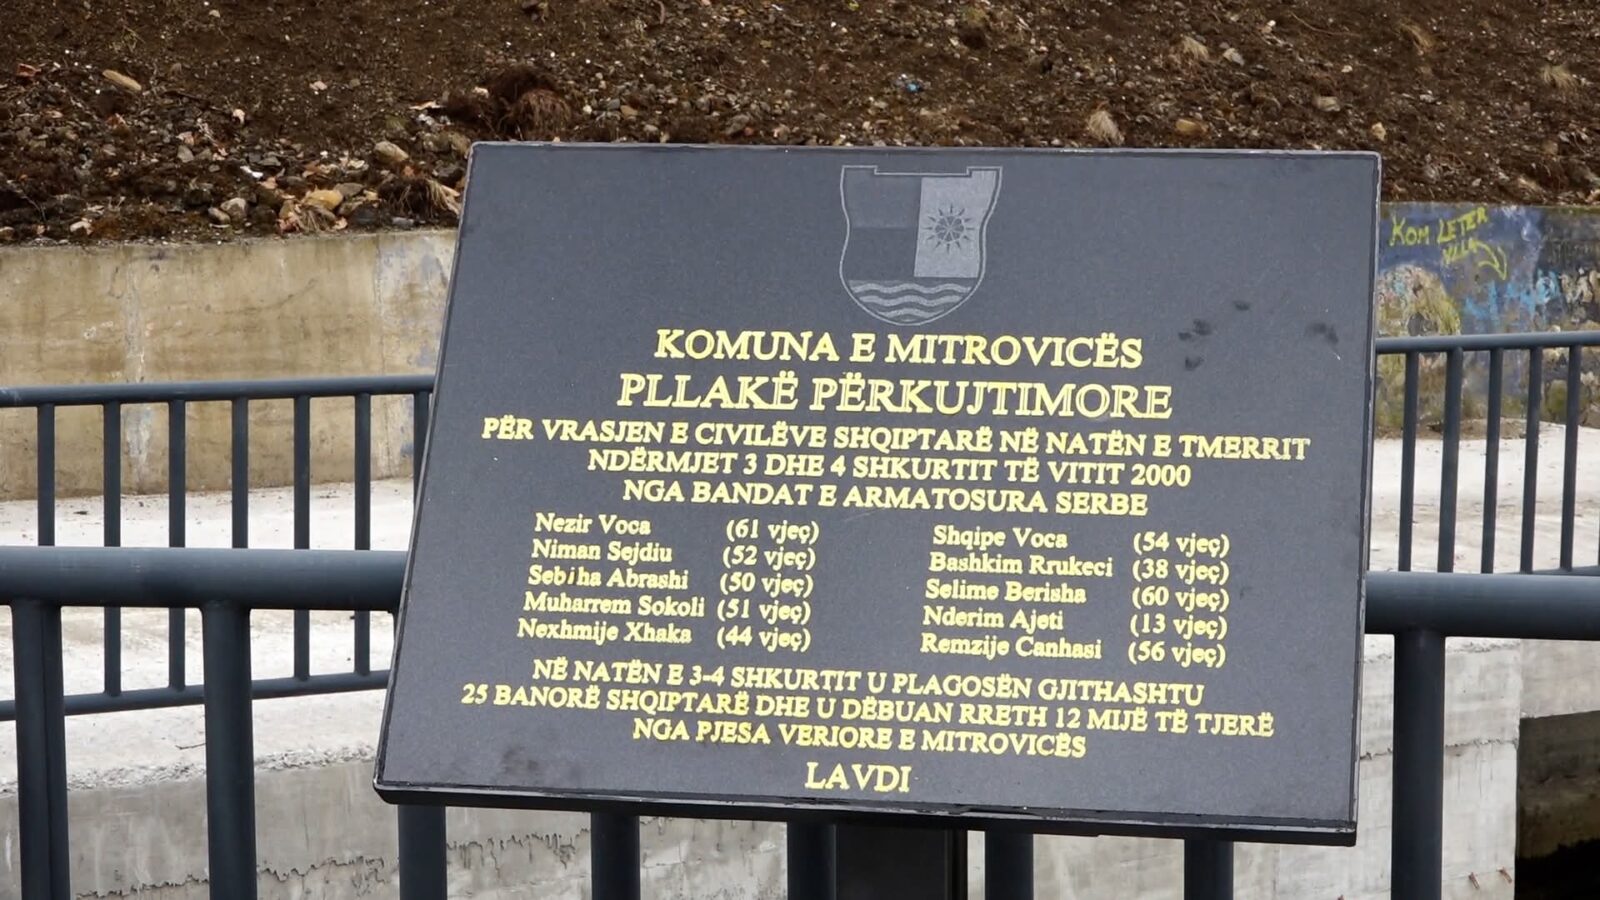 KOMUNA E MITROVICËS
PLLAKË PËRKUJTIMORE
PËR VRASJEN E CIVILËVE SHQIPTARË NË NATËN E TMERRIT
NDËRMJET 3 DHE 4 SHKURTIT TË VITIT 2000
NGA BANDAT E ARMATOSURA SERBE
Nezir Voca (61 vjeç) Shqipe Voca (54 vjeç)
Niman Sejdiu (52 vjeç) Bashkim Rrukeci (38 vjeç)
Sebiha Abrashi (50 vjeç) Selime Berisha (60 vjeç)
Muharrem Sokoli (51 vjeç) Nderim Ajeti (13 vjeç)
Nexhmije Xhaka (44 vjeç) Remzije Canhasi (56 vjeç)
NË NATËN E 3-4 SHKURTIT U PLAGOSËN GJITHASHTU
25 BANORË SHQIPTARË DHE U DËBUAN RRETH 12 MIJË TË TJERË
NGA PJESA VERIORE E MITROVICËS
LAVDI
KOM LETER